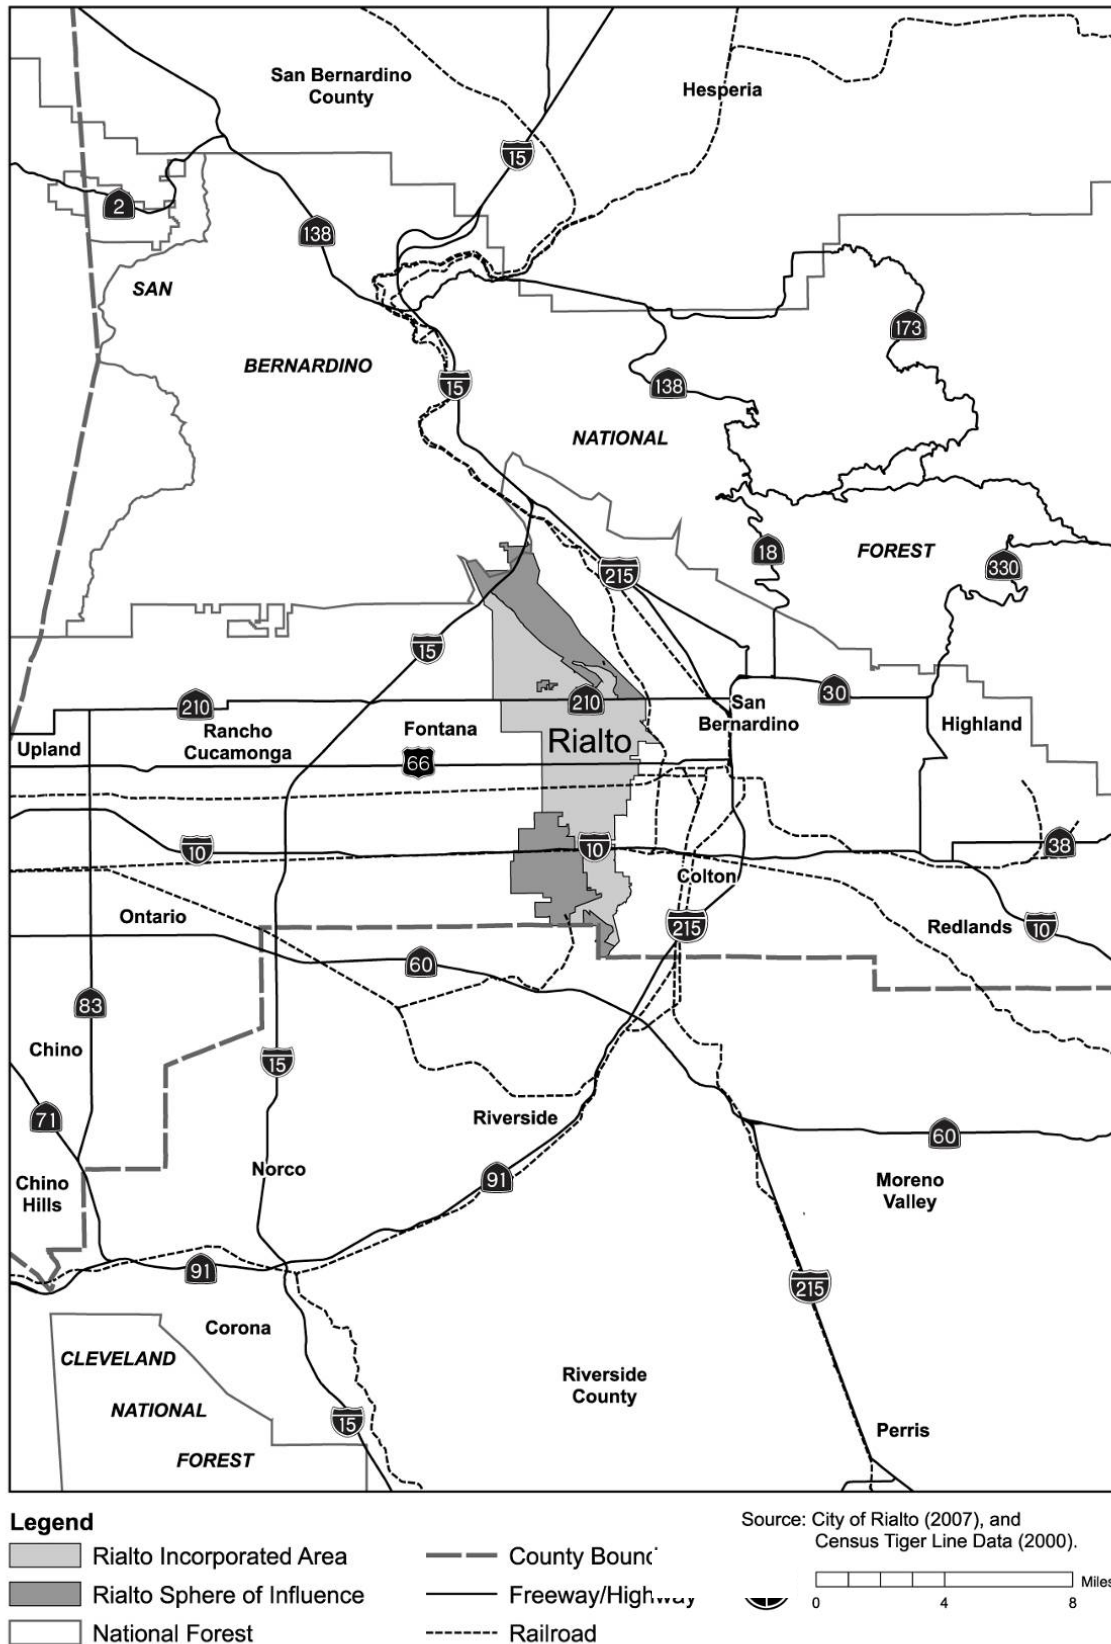 San Bernardino
County
Hesperia
15
2
138
SAN
173
BERNARDINO
15
138
NATIONAL
18
FOREST
330
215
15
30
210
210
San
Bernardino
Highland
Rancho
Cucamonga
Fontana
Upland
Rialto
66
10
10
38
Colton
Ontario
215
Redlands
10
60
83
Chino
15
71
Riverside
60
Norco
91
Moreno
Valley
Chino
Hills
91
215
Corona
CLEVELAND
Riverside
County
NATIONAL
15
Perris
FOREST
Legend
Source: City of Rialto (2007), and
Census Tiger Line Data (2000).
Rialto Incorporated Area
County
Rialto Sphere of Influence
Freeway/Highway
Miles
0 4 8
National Forest
Railroad